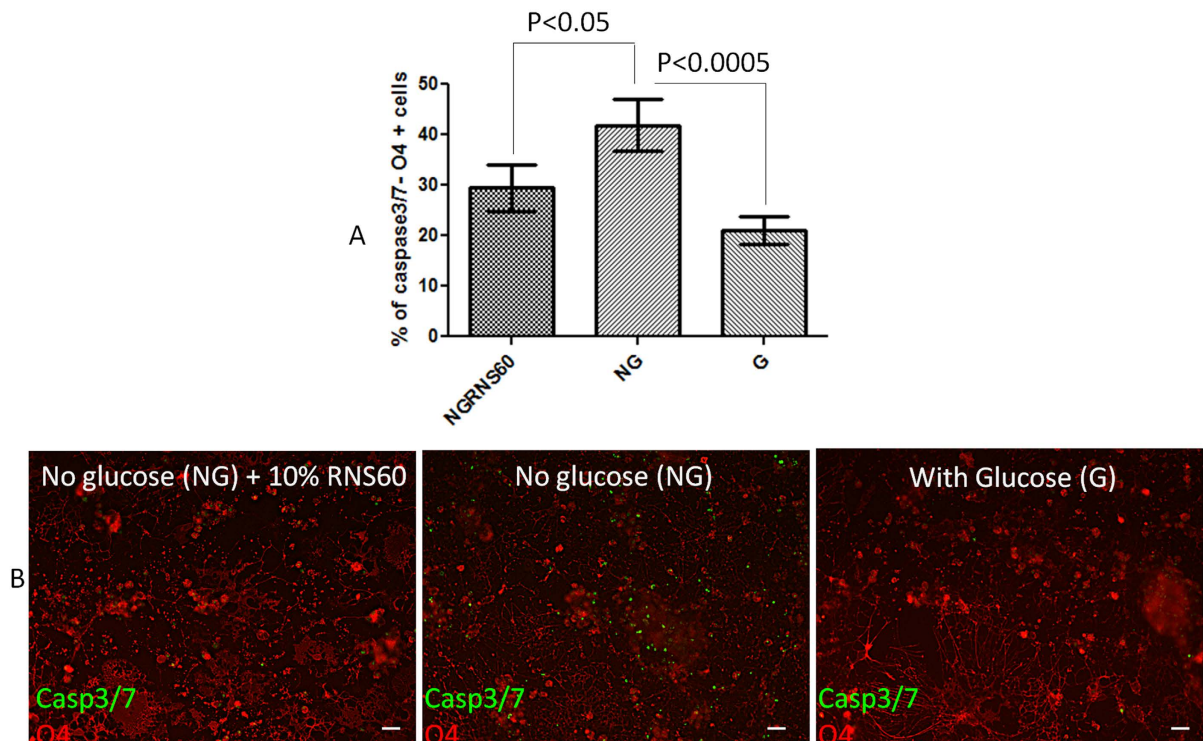 P<0.05
P<0.0005
% of caspase3/7- O4 + cells
50
40
30
20
10
0
A
NGRNS60
NG
G
B
No glucose (NG) + 10% RNS60
No glucose (NG)
With Glucose (G)
Casp3/7
O4
Casp3/7
O4
Casp3/7
O4